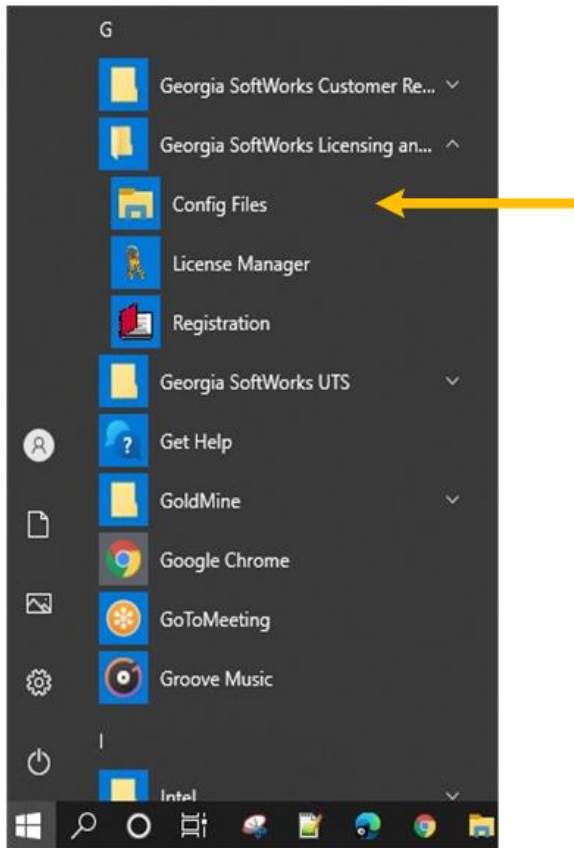 G
Georgia SoftWorks Customer Re...
Georgia SoftWorks Licensing an...
Config Files
License Manager
Registration
Georgia SoftWorks UTS
Get Help
GoldMine
Google Chrome
GoToMeeting
Groove Music
I
Intel